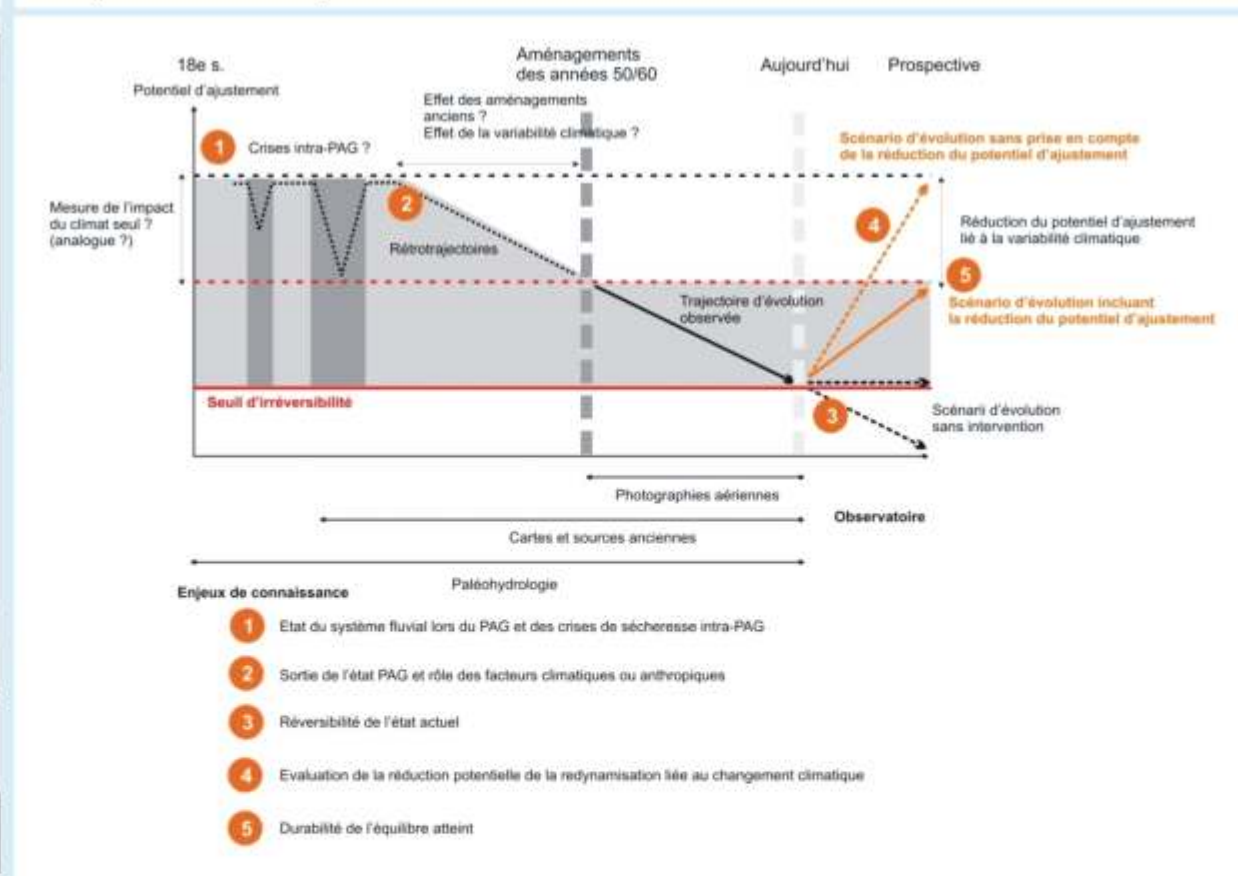 18e s.
Aménagements
des années 50/60
Aujourd'hui
Prospective
Potentiel d'ajustement
Effet des aménagements
anciens ?
Effet de la variabilité climatique ?
1
Crises intra-PAG ?
Scénario d'évolution sans prise en compte
de la réduction du potentiel d'ajustement
Mesure de l'impact
du climat seul ?
(analogue ?)
2
Rétrotrajectoires
4
Réduction du potentiel d'ajustement
lié à la variabilité climatique
5
Trajectoire d'évolution
observée
Scénario d'évolution incluant
la réduction du potentiel d'ajustement
Seuil d'irréversibilité
3
Scénarii d'évolution
sans intervention
Photographies aériennes
Observatoire
Cartes et sources anciennes
Paléohydrologie
Enjeux de connaissance
1 Etat du système fluvial lors du PAG et des crises de sécheresse intra-PAG
2 Sortie de l'état PAG et rôle des facteurs climatiques ou anthropiques
3 Réversibilité de l'état actuel
4 Evaluation de la réduction potentielle de la redynamisation liée au changement climatique
5 Durabilité de l'équilibre atteint